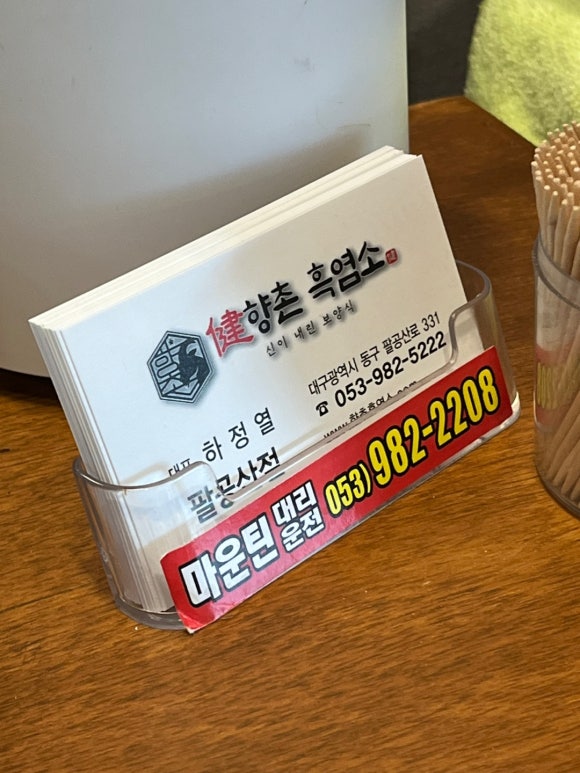 健향촌 흑염소
신이 내린 보양식
대구광역시 동구 팔공산로 331
☎ 053-982-5222
대표 하정열
팔공사전
마운틴 대리운전 053) 982-2208